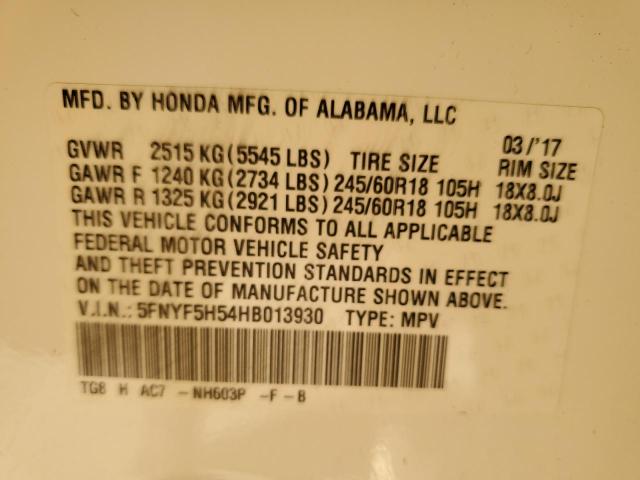 MFD. BY HONDA MFG. OF ALABAMA, LLC
03/'17
GVWR 2515 KG(5545 LBS) TIRE SIZE RIM SIZE
GAWR F 1240 KG(2734 LBS) 245/60R18 105H 18X8.0J
GAWR R 1325 KG(2921 LBS) 245/60R18 105H 18X8.0J
THIS VEHICLE CONFORMS TO ALL APPLICABLE
FEDERAL MOTOR VEHICLE SAFETY
AND THEFT PREVENTION STANDARDS IN EFFECT
ON THE DATE OF MANUFACTURE SHOWN ABOVE.
V.I.N.: 5FNYF5H54HB013930 TYPE: MPV
TG8 H AC7 -NH603P -F-B